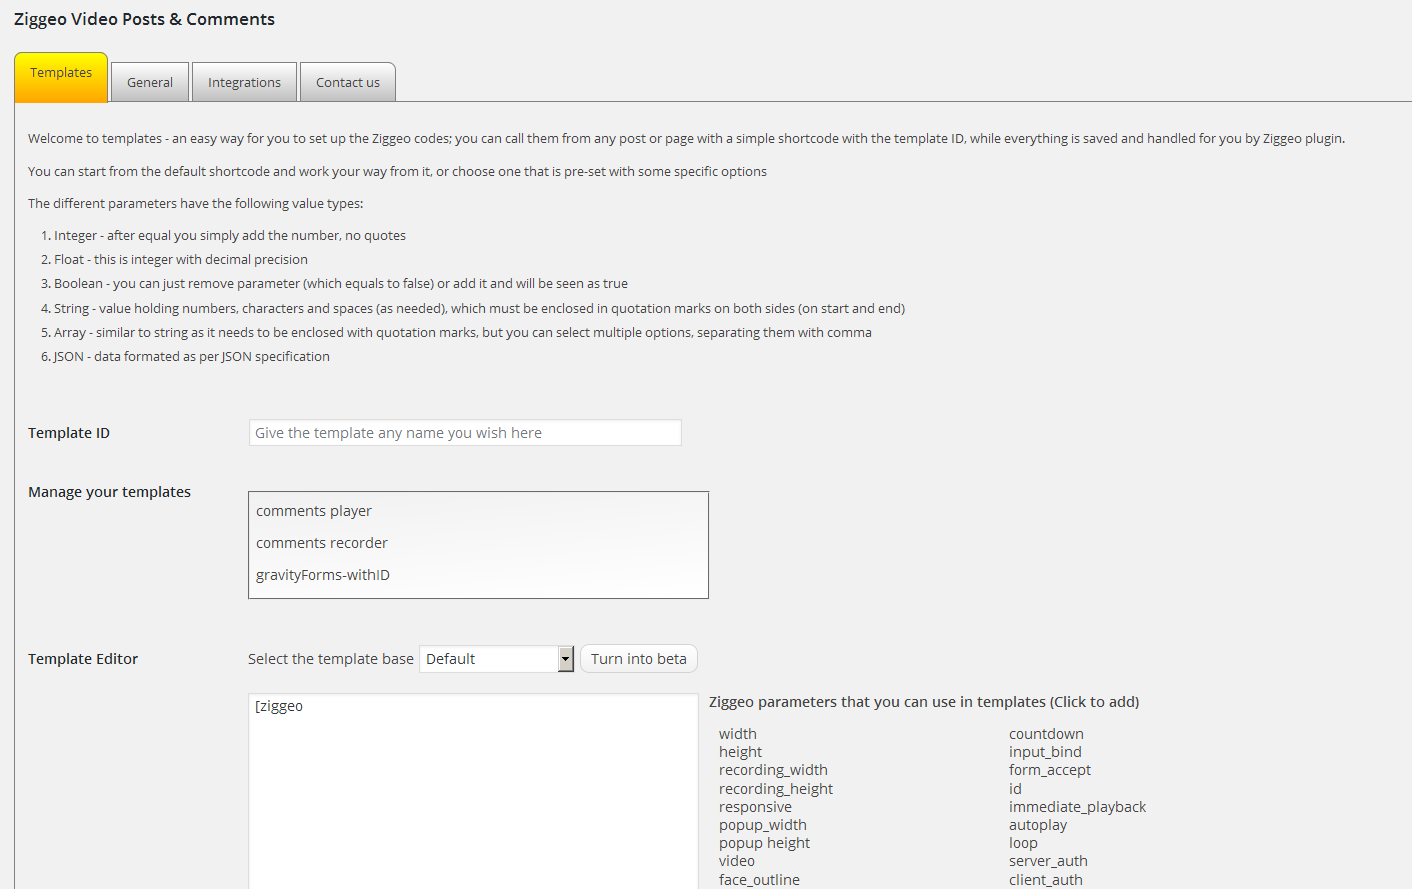 Ziggeo Video Posts & Comments
Templates
General
Integrations
Contact us
Welcome to templates - an easy way for you to set up the Ziggeo codes; you can call them from any post or page with a simple shortcode with the template ID, while everything is saved and handled for you by Ziggeo plugin.
You can start from the default shortcode and work your way from it, or choose one that is pre-set with some specific options
The different parameters have the following value types:
1. Integer - after equal you simply add the number, no quotes
2. Float - this is integer with decimal precision
3. Boolean - you can just remove parameter (which equals to false) or add it and will be seen as true
4. String - value holding numbers, characters and spaces (as needed), which must be enclosed in quotation marks on both sides (on start and end)
5. Array - similar to string as it needs to be enclosed with quotation marks, but you can select multiple options, separating them with comma
6. JSON - data formated as per JSON specification
Template ID
Give the template any name you wish here
Manage your templates
comments player
comments recorder
gravityForms-withID
Template Editor
Select the template base
Default
Turn into beta
[ziggeo
Ziggeo parameters that you can use in templates (Click to add)
width
height
recording_width
recording_height
responsive
popup_width
popup height
video
face_outline
countdown
input_bind
form_accept
id
immediate_playback
autoplay
loop
server_auth
client_auth